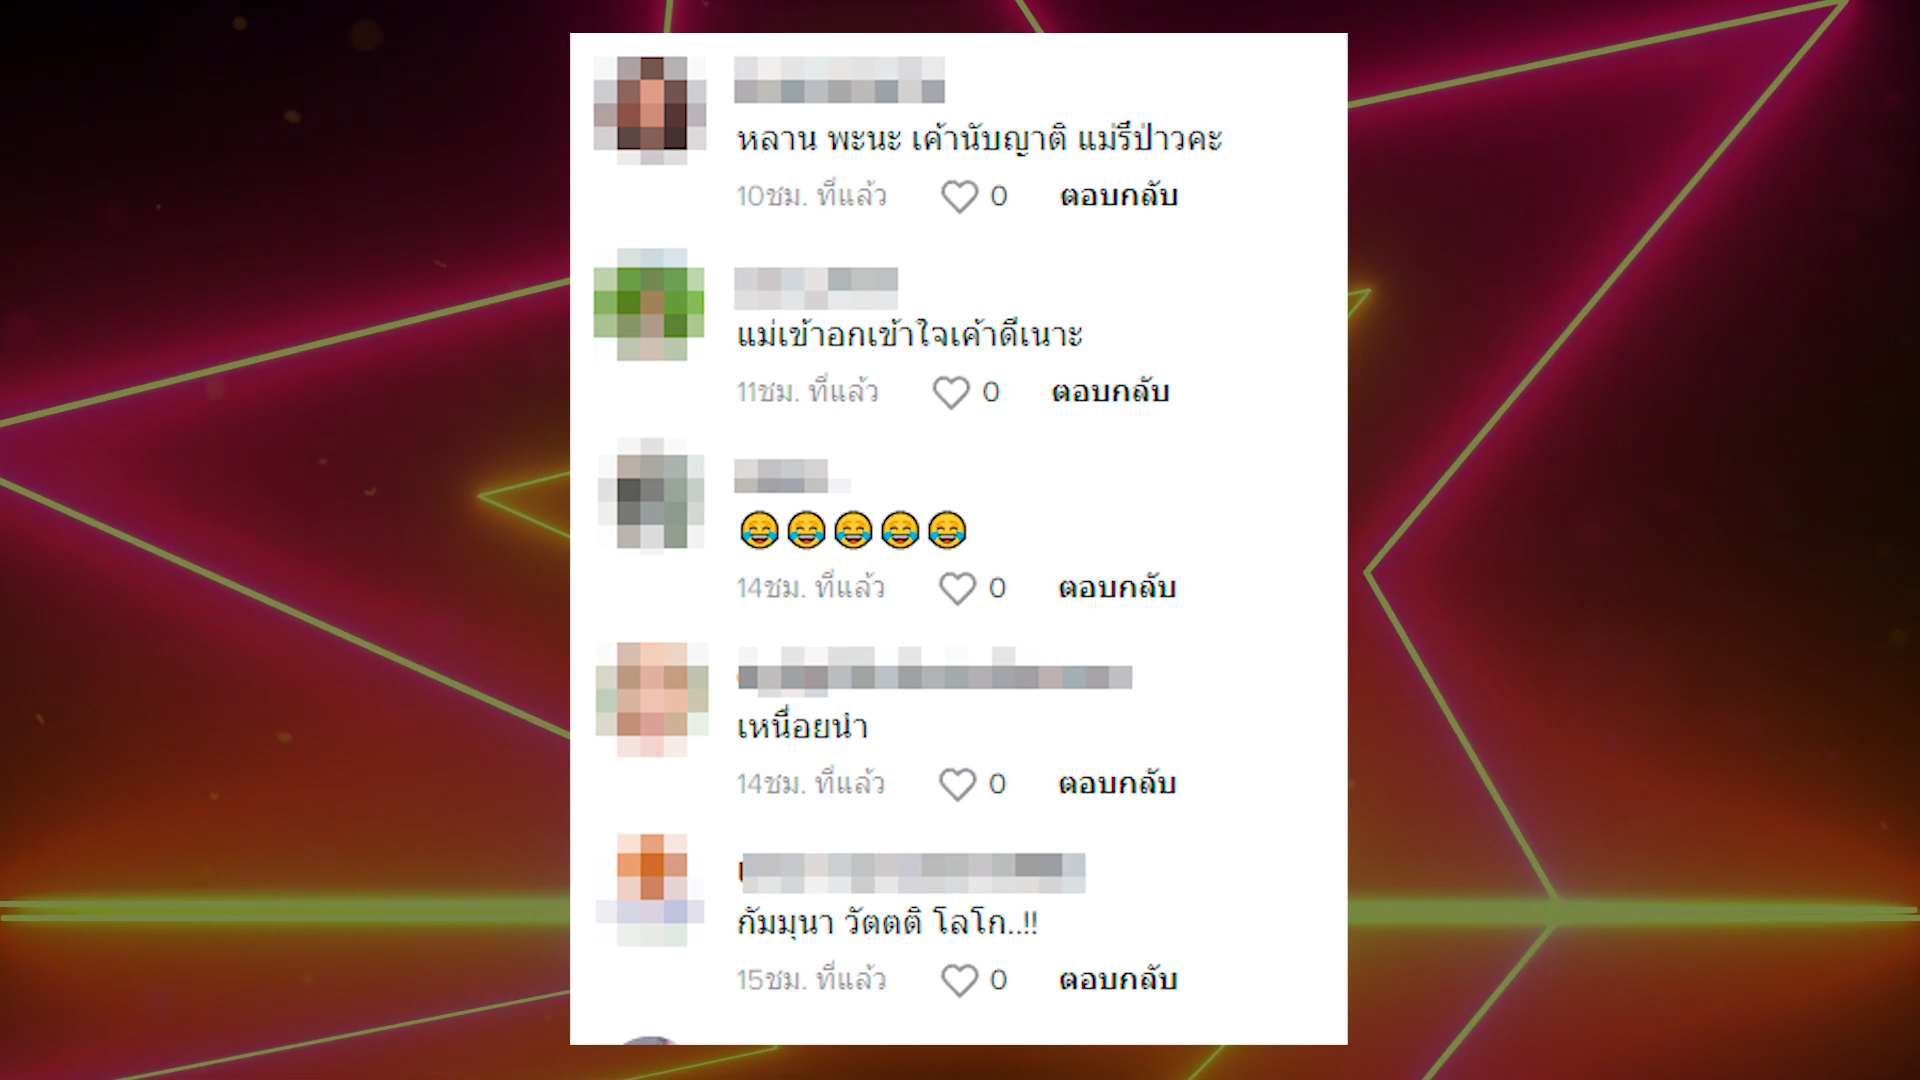 หลาน พะนะ เค้านับญาติ แม่รึป่าวคะ
10ชม. ที่แล้ว 0 ตอบกลับ
แม่เข้าอกเข้าใจเค้าดีเนาะ
11ชม. ที่แล้ว 0 ตอบกลับ
😂😂😂😂😂
14ชม. ที่แล้ว 0 ตอบกลับ
เหนื่อยนำ
14ชม. ที่แล้ว 0 ตอบกลับ
กัมมุนา วัตตติ โลโก..!!
15ชม. ที่แล้ว 0 ตอบกลับ